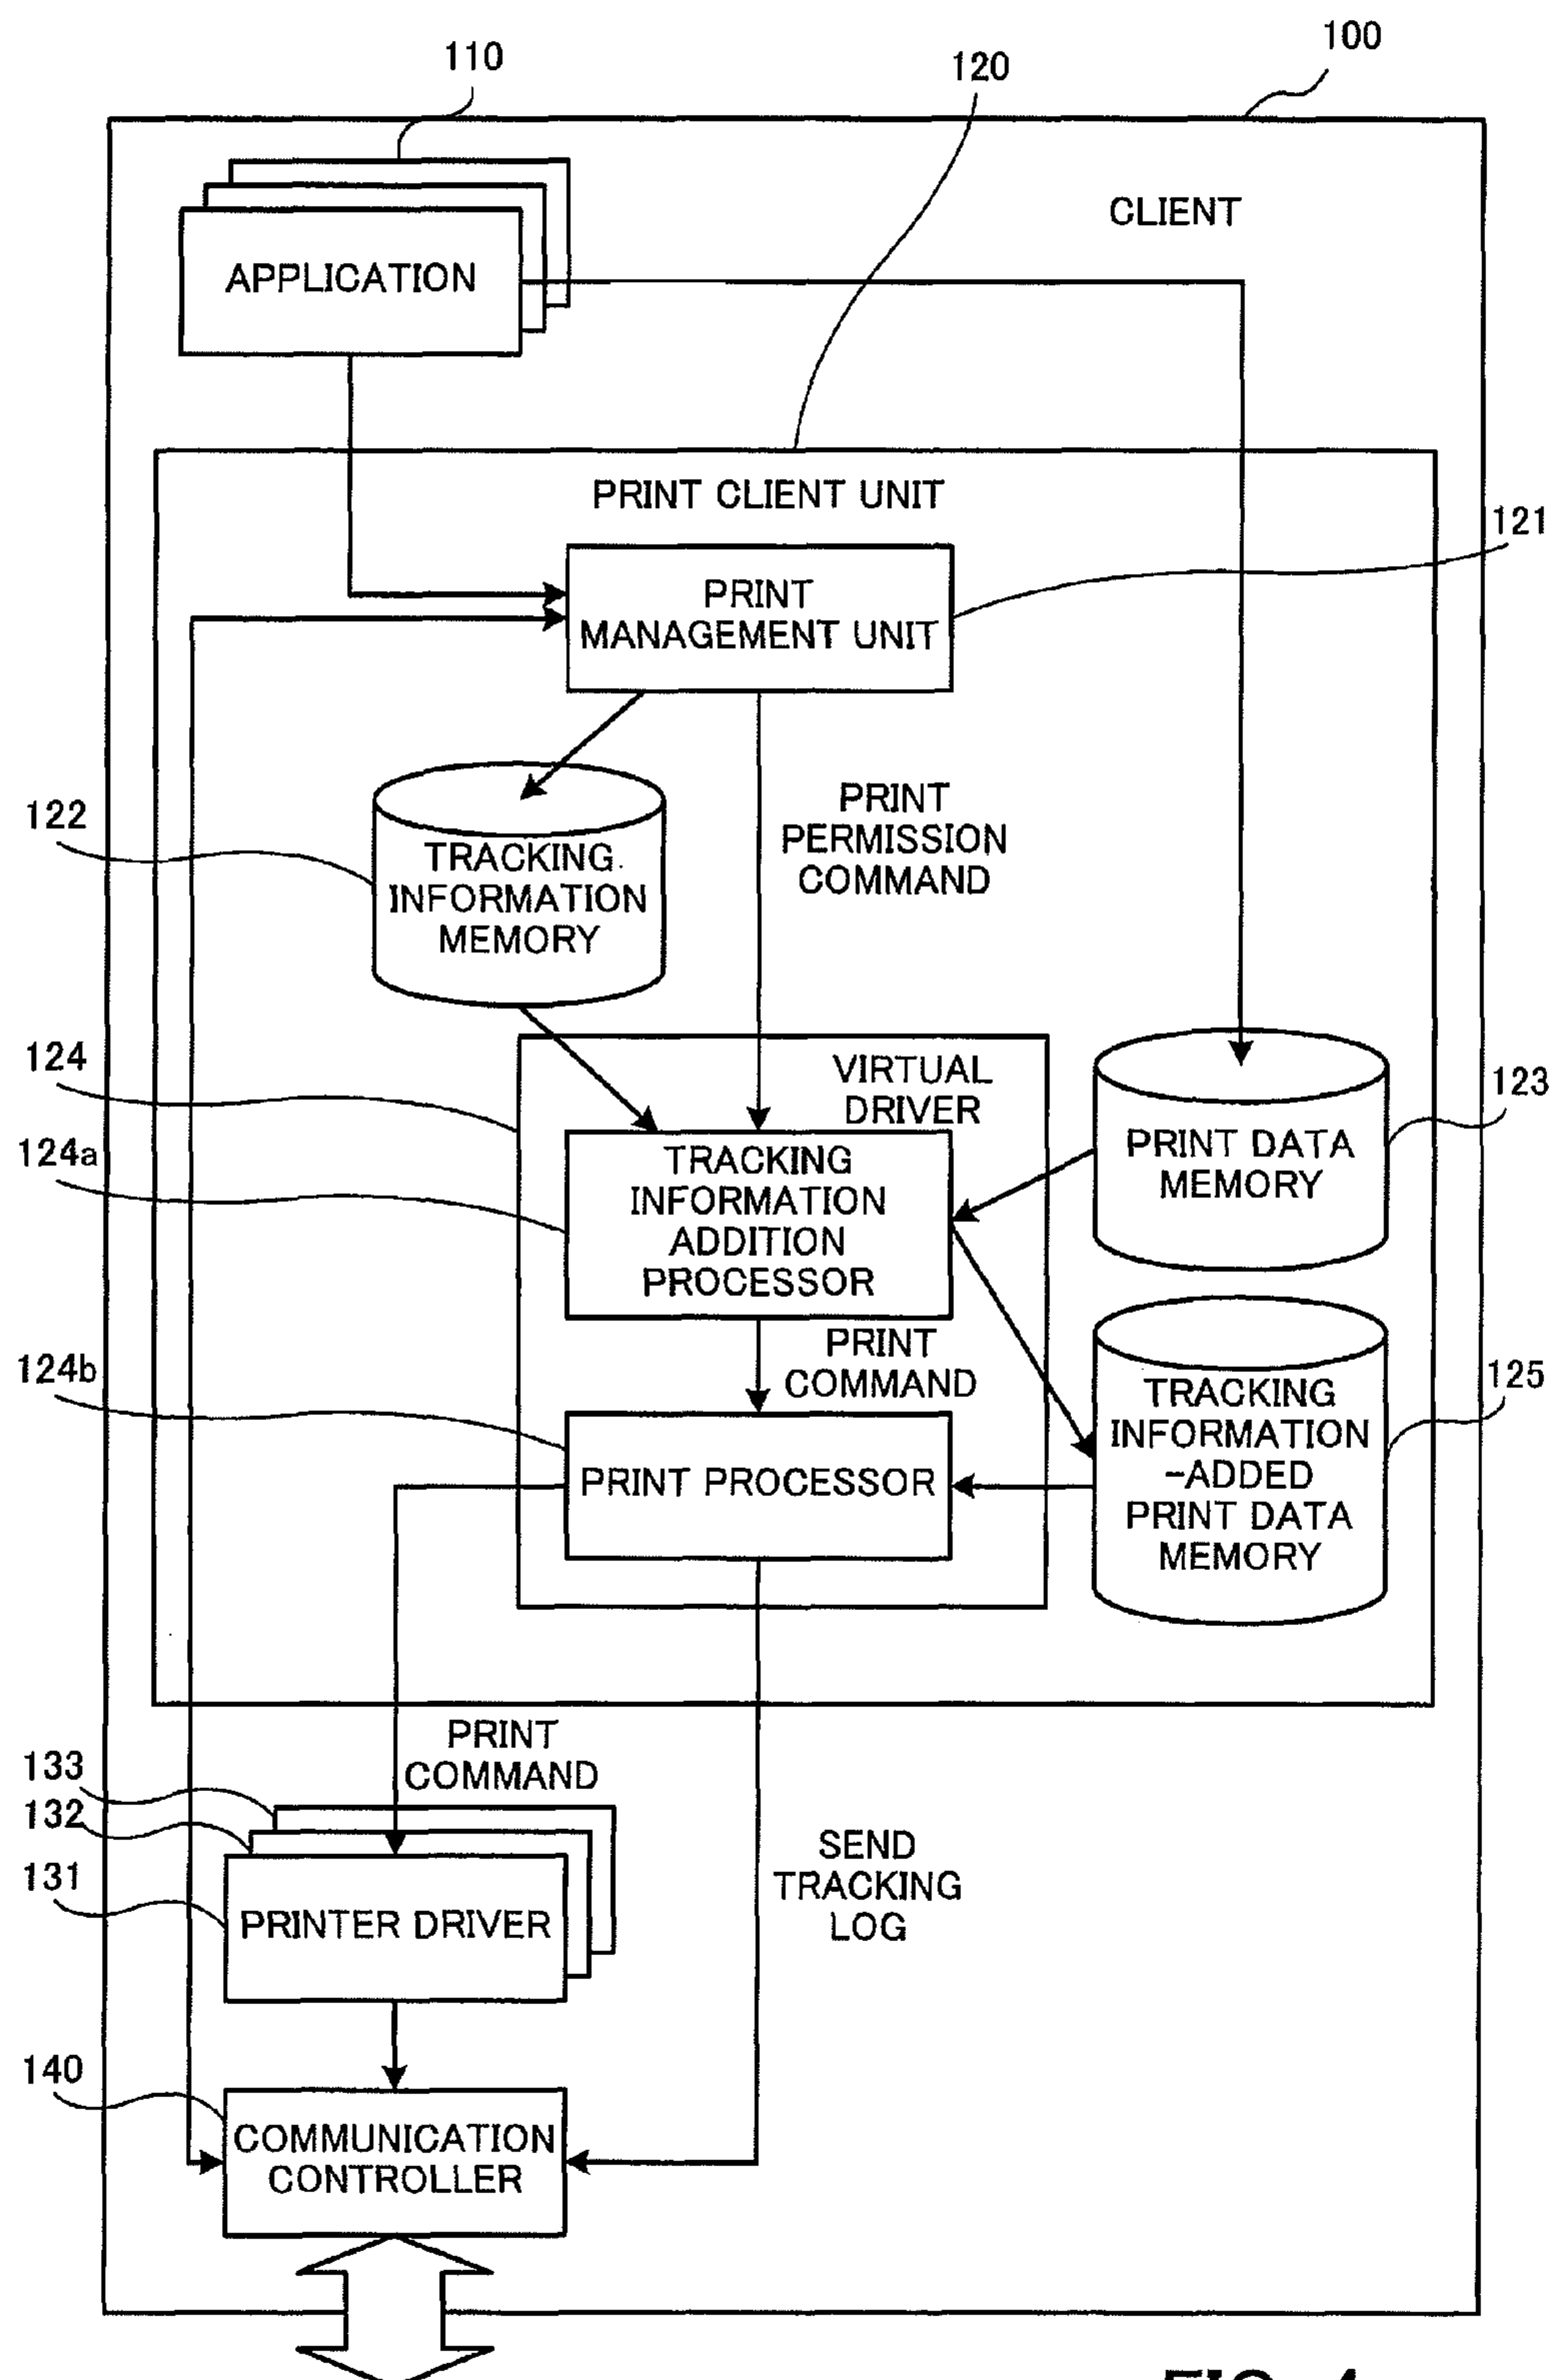 110
120
100
CLIENT
APPLICATION
PRINT CLIENT UNIT
121
PRINT
MANAGEMENT UNIT
122
TRACKING
INFORMATION
MEMORY
PRINT
PERMISSION
COMMAND
124
VIRTUAL
DRIVER
123
124a
TRACKING
INFORMATION
ADDITION
PROCESSOR
PRINT DATA
MEMORY
124b
PRINT
COMMAND
125
TRACKING
INFORMATION
-ADDED
PRINT DATA
MEMORY
PRINT PROCESSOR
PRINT
COMMAND
133
132
131
PRINTER DRIVER
SEND
TRACKING
LOG
140
COMMUNICATION
CONTROLLER